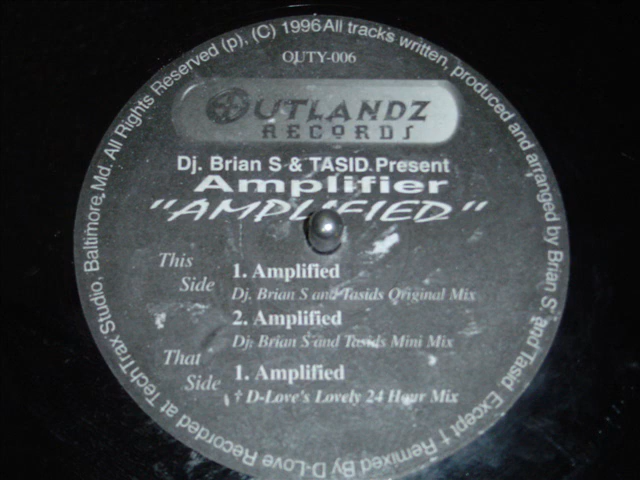 OUTY-006
OUTLANDZ
RECORDS
Dj. Brian S & TASID Present
Amplifier
"AMPLIFIED"
This
Side
1. Amplified
Dj. Brian S and Tasids Original Mix
2. Amplified
Dj. Brian S and Tasids Mini Mix
That
Side
1. Amplified
† D-Love's Lovely 24 Hour Mix
All tracks written, produced and arranged by Brian S and Tasid. Except † Remixed By D-Love Recorded at TechTrax Studio, Baltimore, Md. All Rights Reserved (p), (C) 1996